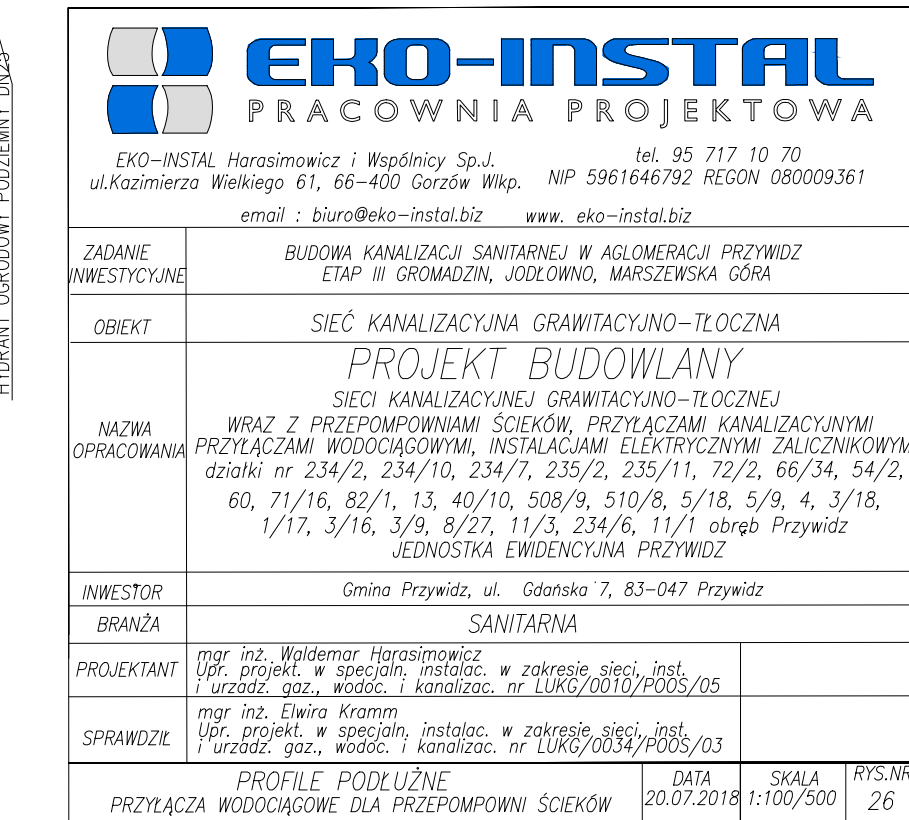 HYDRANT OGRODOWY PODZIEMNY DN25
EKO-INSTAL
PRACOWNIA PROJEKTOWA
EKO-INSTAL Harasimowicz i Wspólnicy Sp.J.
tel. 95 717 10 70
ul.Kazimierza Wielkiego 61, 66-400 Gorzów Wlkp.
NIP 5961646792 REGON 080009361
email : biuro@eko-instal.biz www. eko-instal.biz
ZADANIE
INWESTYCYJNE
BUDOWA KANALIZACJI SANITARNEJ W AGLOMERACJI PRZYWIDZ
ETAP III GROMADZIN, JODŁOWNO, MARSZEWSKA GÓRA
OBIEKT
SIEĆ KANALIZACYJNA GRAWITACYJNO-TŁOCZNA
NAZWA
OPRACOWANIA
PROJEKT BUDOWLANY
SIECI KANALIZACYJNEJ GRAWITACYJNO-TŁOCZNEJ
WRAZ Z PRZEPOMPOWNIAMI ŚCIEKÓW, PRZYŁĄCZAMI KANALIZACYJNYMI
PRZYŁĄCZAMI WODOCIĄGOWYMI, INSTALACJAMI ELEKTRYCZNYMI ZALICZNIKOWYM
działki nr 234/2, 234/10, 234/7, 235/2, 235/11, 72/2, 66/34, 54/2,
60, 71/16, 82/1, 13, 40/10, 508/9, 510/8, 5/18, 5/9, 4, 3/18,
1/17, 3/16, 3/9, 8/27, 11/3, 234/6, 11/1 obręb Przywidz
JEDNOSTKA EWIDENCYJNA PRZYWIDZ
INWESTOR
Gmina Przywidz, ul. Gdańska 7, 83-047 Przywidz
BRANŻA
SANITARNA
PROJEKTANT
mgr inż. Waldemar Harasimowicz
Upr. projekt. w specjaln. instalac. w zakresie sieci, inst.
i urządz. gaz., wodoc. i kanalizac. nr LUKG/0010/POOS/05
SPRAWDZIŁ
mgr inż. Elwira Kramm
Upr. projekt. w specjaln. instalac. w zakresie sieci, inst.
i urządz. gaz., wodoc. i kanalizac. nr LUKG/0034/POOS/03
PROFILE PODŁUŻNE
PRZYŁĄCZA WODOCIĄGOWE DLA PRZEPOMPOWNI ŚCIEKÓW
DATA
20.07.2018
SKALA
1:100/500
RYS.NR
26